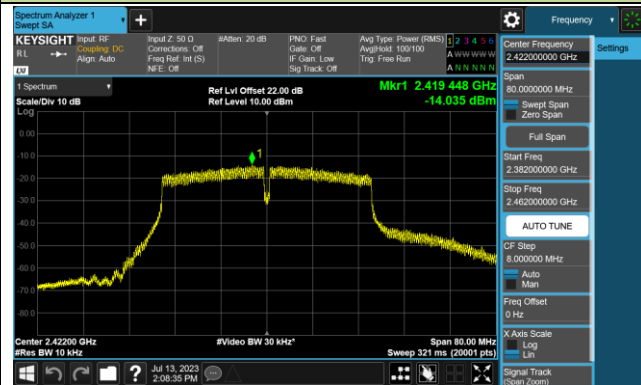 Spectrum Analyzer 1
Swept SA
Frequency
KEYSIGHT Input: RF Input Z: 50 Ω #Atten: 20 dB PNO: Fast Avg Type: Power (RMS) 1 2 3 4 5 6
RL Coupling: DC Corrections: Off Gate: Off Avg|Hold: 100/100 A W W W W W
Align: Auto Freq Ref: Int (S) IF Gain: Low Trig: Free Run
LXI NFE: Off Sig Track: Off A N N N N N
1 Spectrum
Scale/Div 10 dB
Log
Ref Lvl Offset 22.00 dB
Ref Level 10.00 dBm
Mkr1 2.419 448 GHz
-14.035 dBm
0.00
-10.0
-20.0
-30.0
-40.0
-50.0
-60.0
-70.0
-80.0
1
Center 2.42200 GHz #Video BW 30 kHz* Span 80.00 MHz
#Res BW 10 kHz Sweep 321 ms (20001 pts)
Jul 13, 2023
2:08:35 PM
Center Frequency
2.422000000 GHz
Span
80.0000000 MHz
Swept Span
Zero Span
Full Span
Start Freq
2.382000000 GHz
Stop Freq
2.462000000 GHz
AUTO TUNE
CF Step
8.000000 MHz
Auto
Man
Freq Offset
0 Hz
X Axis Scale
Log
Lin
Signal Track
(Span Zoom)
Settings